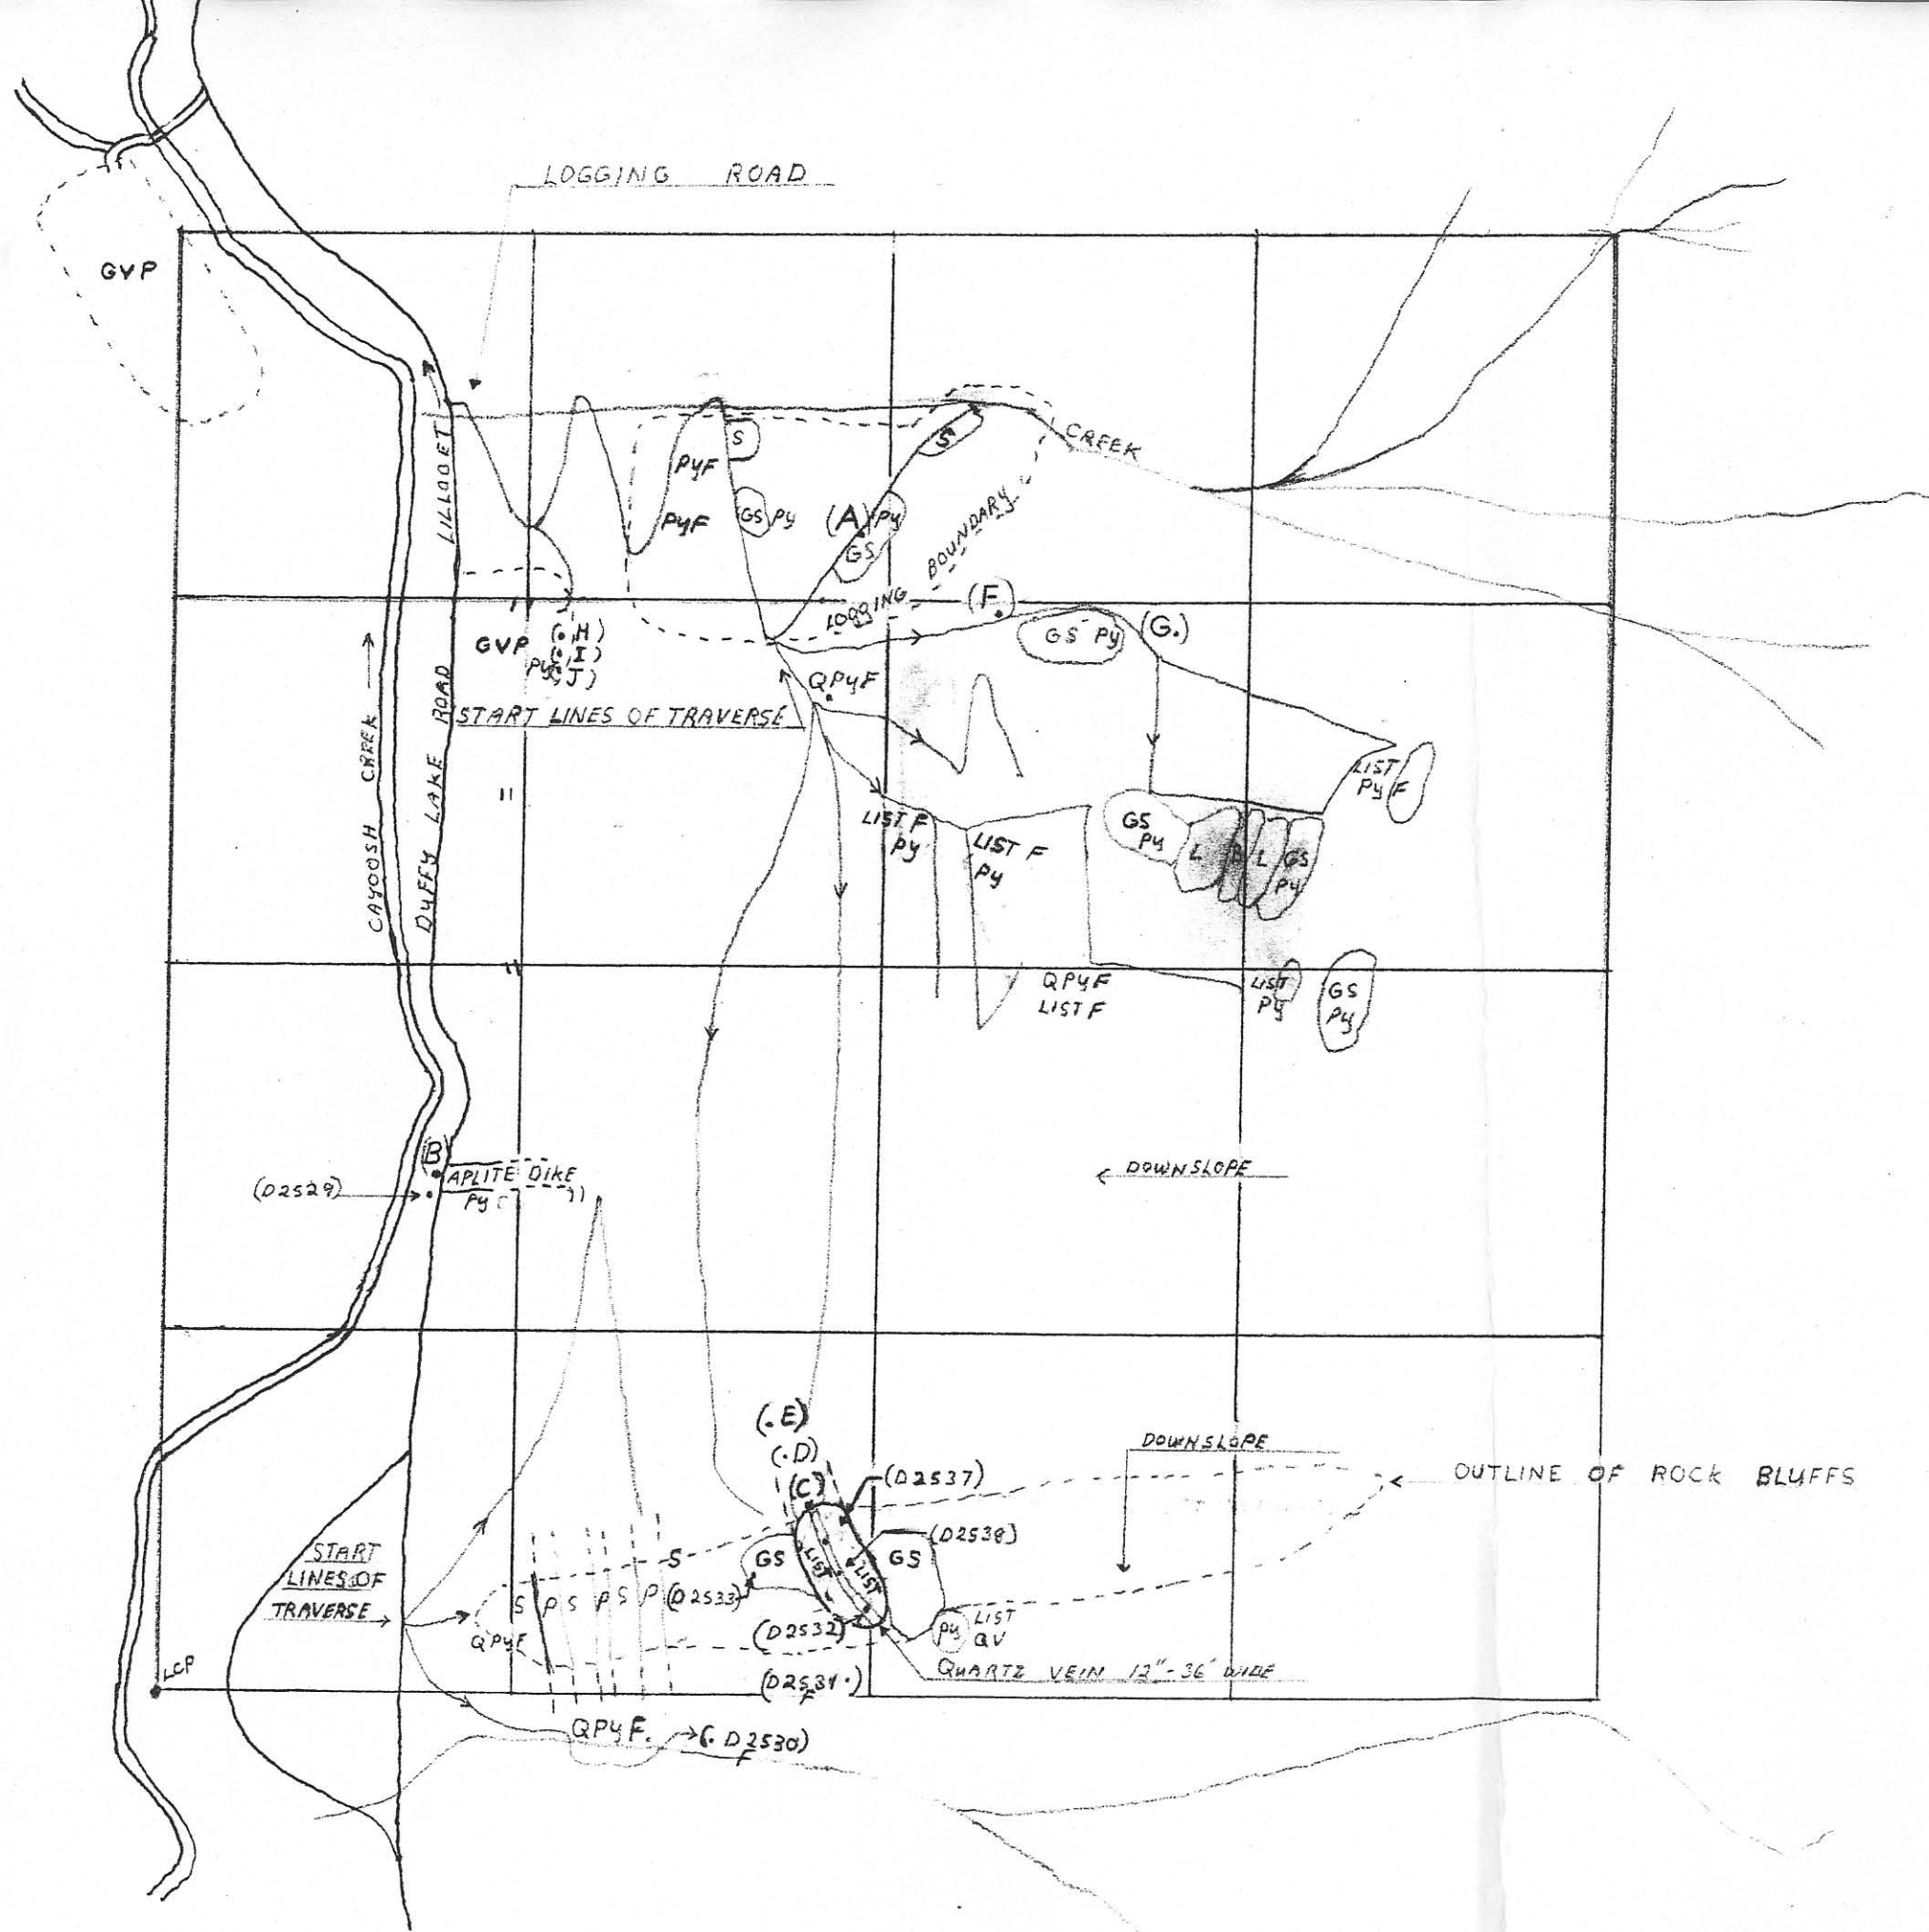 LOGGING ROAD
GVP
CREEK
LILLOOET
S
S
PyF
PyF
GS Py
(A) Py
GS
LOGGING BOUNDARY
(F.)
GS Py
(G.)
GVP
(.H)
(.I)
Py (.J)
QPyF
START LINES OF TRAVERSE
CAYOOSH CREEK
DUFFY LAKE ROAD
LIST
Py F
LIST F
Py
LIST F
Py
GS
Py
L
L
GS
Py
QPyF
LIST F
LIST
Py
GS
Py
(B)
APLITE DIKE
Py
(D2529)
DOWNSLOPE
(.E)
(.D)
(C)
(D2537)
DOWNSLOPE
OUTLINE OF ROCK BLUFFS
(D2538)
GS
LIST
LIST
GS
START
LINES OF
TRAVERSE
S
S P S P S P
(D2533)
QPyF
(D2532)
Py
LIST
QV
QUARTZ VEIN 12"-36" WIDE
(D2531.)
F
LCP
QPyF.
(. D2530)
F